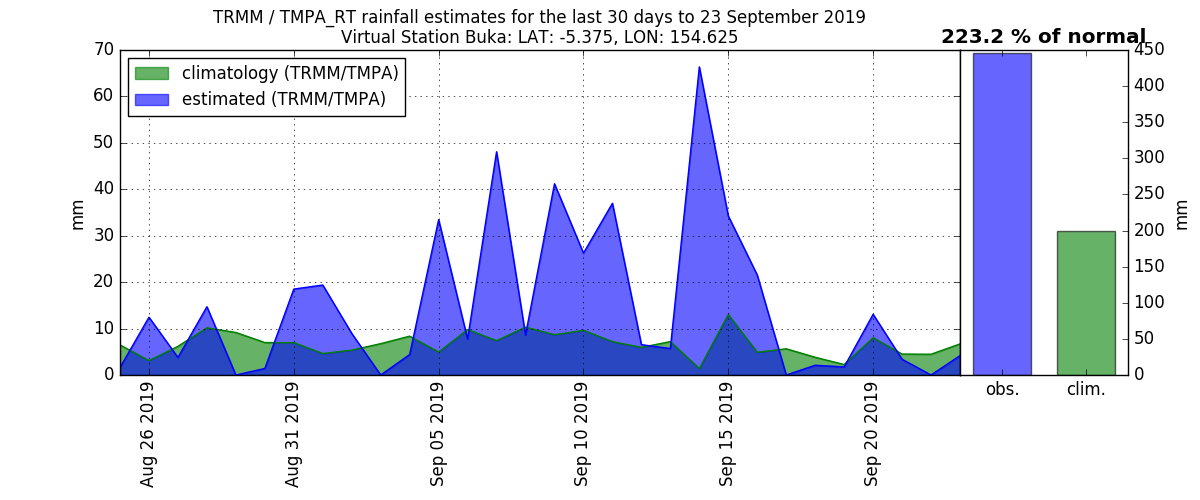 TRMM / TMPA_RT rainfall estimates for the last 30 days to 23 September 2019
Virtual Station Buka: LAT: -5.375, LON: 154.625
223.2 % of normal
climatology (TRMM/TMPA)
estimated (TRMM/TMPA)
70
60
50
40
30
20
10
0
mm
Aug 26 2019
Aug 31 2019
Sep 05 2019
Sep 10 2019
Sep 15 2019
Sep 20 2019
450
400
350
300
250
200
150
100
50
0
mm
obs.
clim.